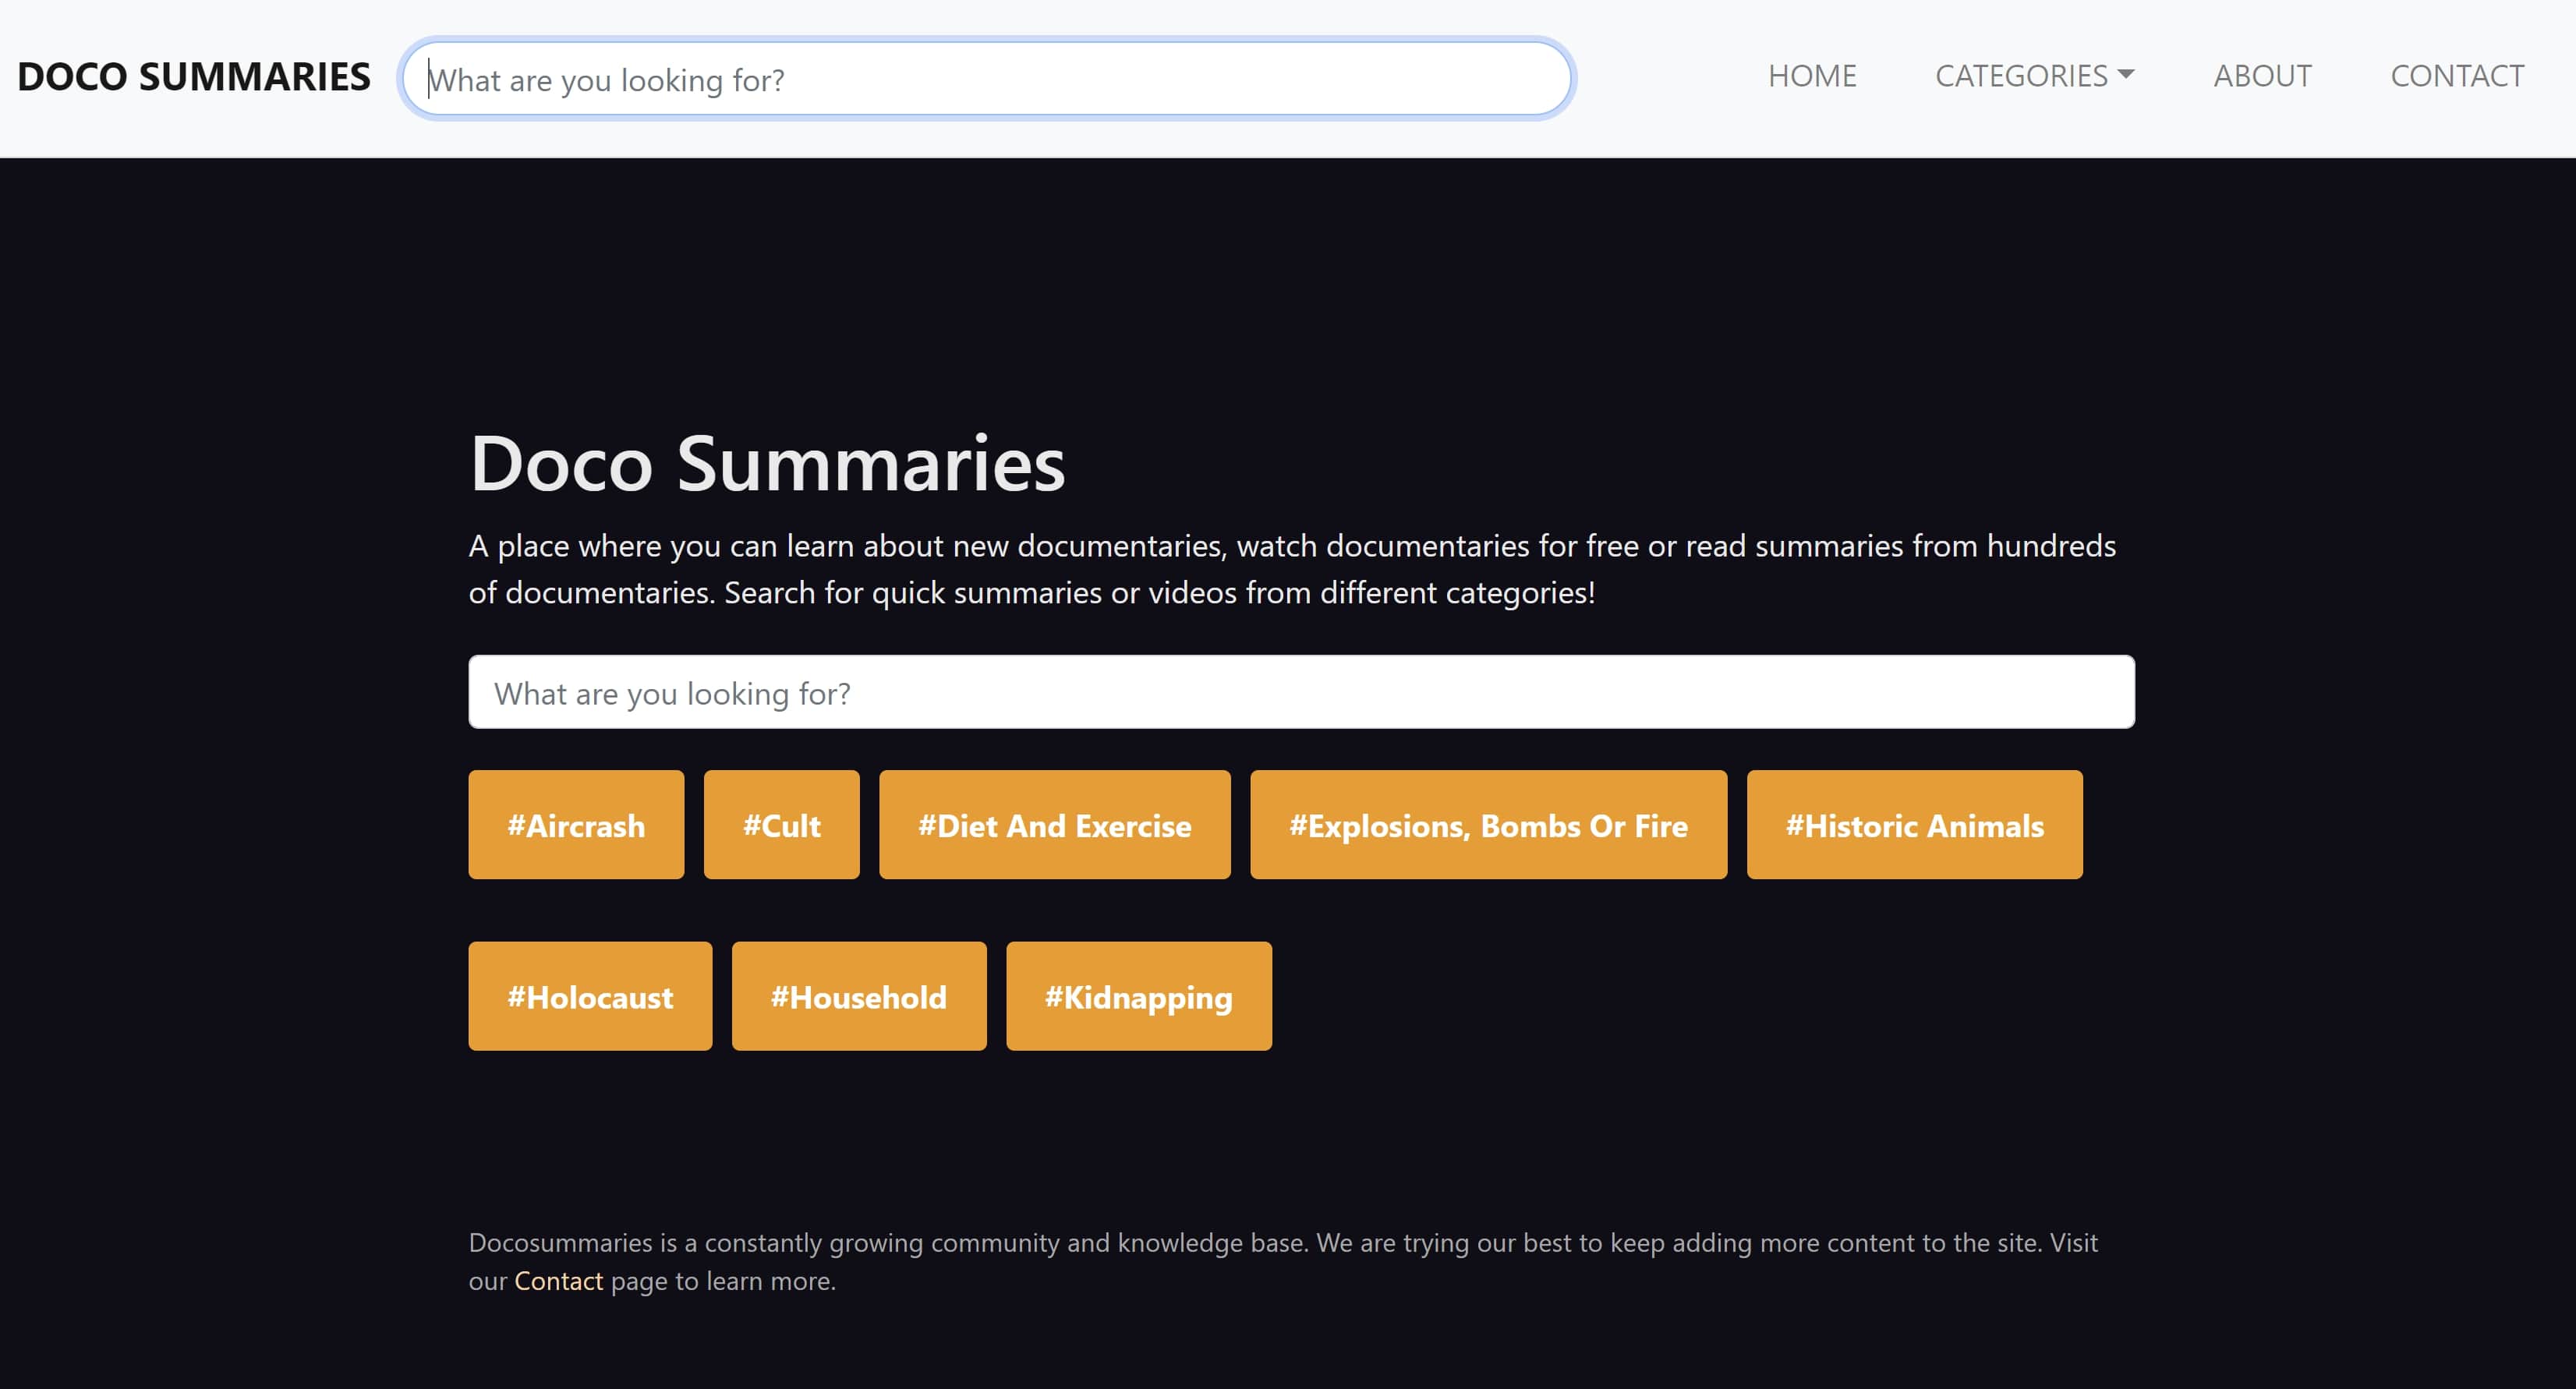 DOCO SUMMARIES
What are you looking for?
HOME
CATEGORIES
ABOUT
CONTACT
Doco Summaries
A place where you can learn about new documentaries, watch documentaries for free or read summaries from hundreds
of documentaries. Search for quick summaries or videos from different categories!
What are you looking for?
#Aircrash
#Cult
#Diet And Exercise
#Explosions, Bombs Or Fire
#Historic Animals
#Holocaust
#Household
#Kidnapping
Docosummaries is a constantly growing community and knowledge base. We are trying our best to keep adding more content to the site. Visit
our Contact page to learn more.